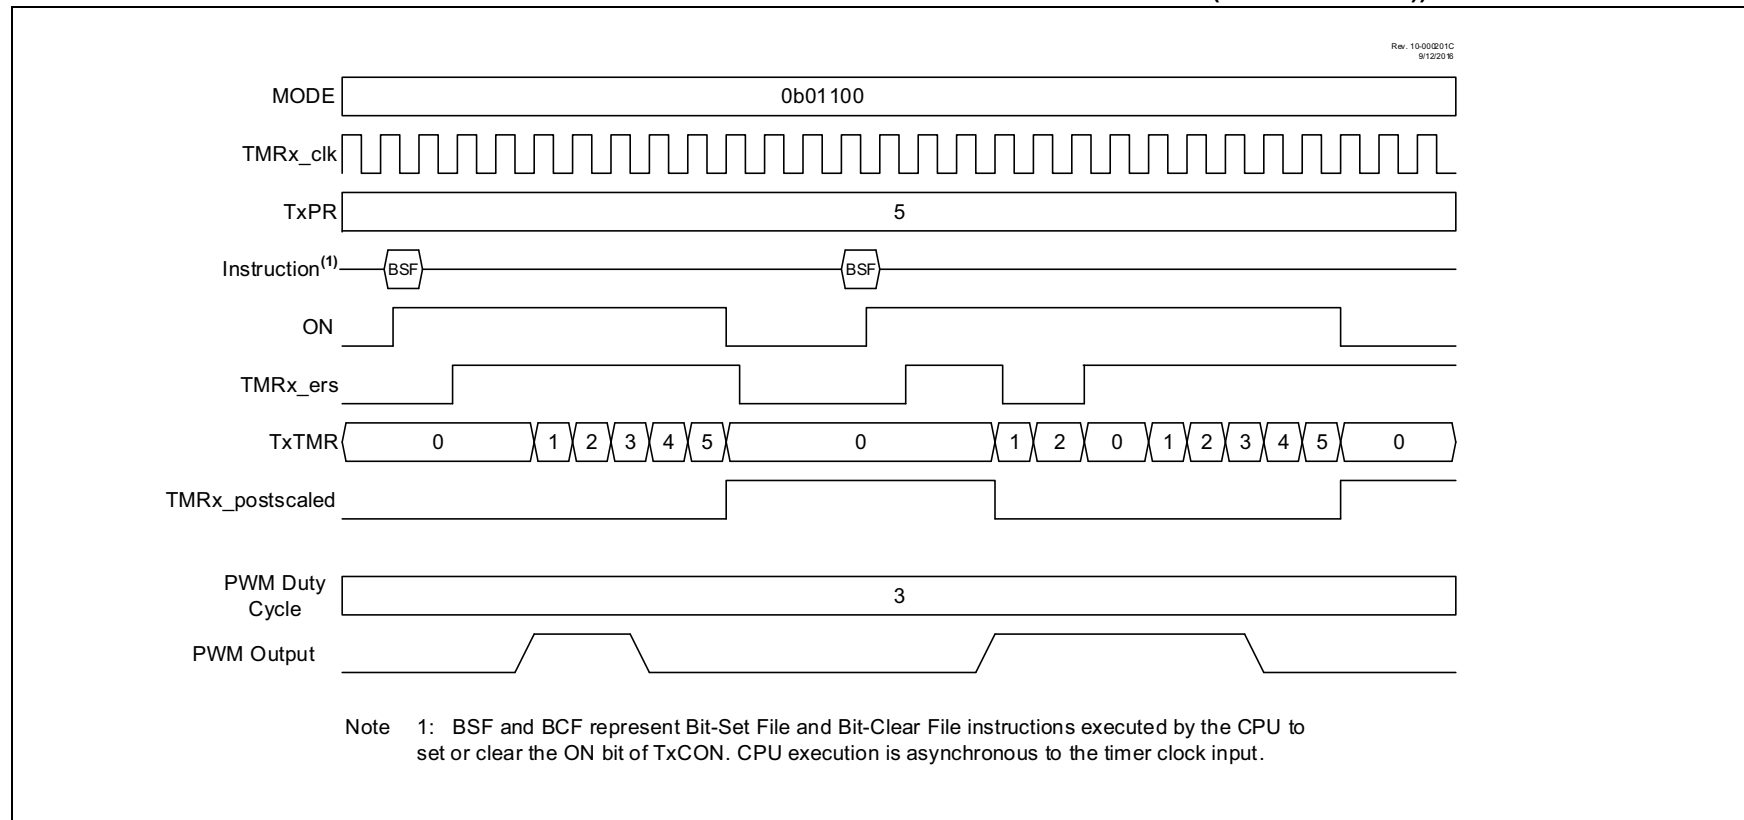 Rev. 10-000201C
9/12/2016
MODE 0b01100
TMRx_clk
TxPR 5
Instruction(1) BSF BSF
ON
TMRx_ers
TxTMR 0 1 2 3 4 5 0 1 2 0 1 2 3 4 5 0
TMRx_postscaled
PWM Duty
Cycle 3
PWM Output
Note 1: BSF and BCF represent Bit-Set File and Bit-Clear File instructions executed by the CPU to
set or clear the ON bit of TxCON. CPU execution is asynchronous to the timer clock input.